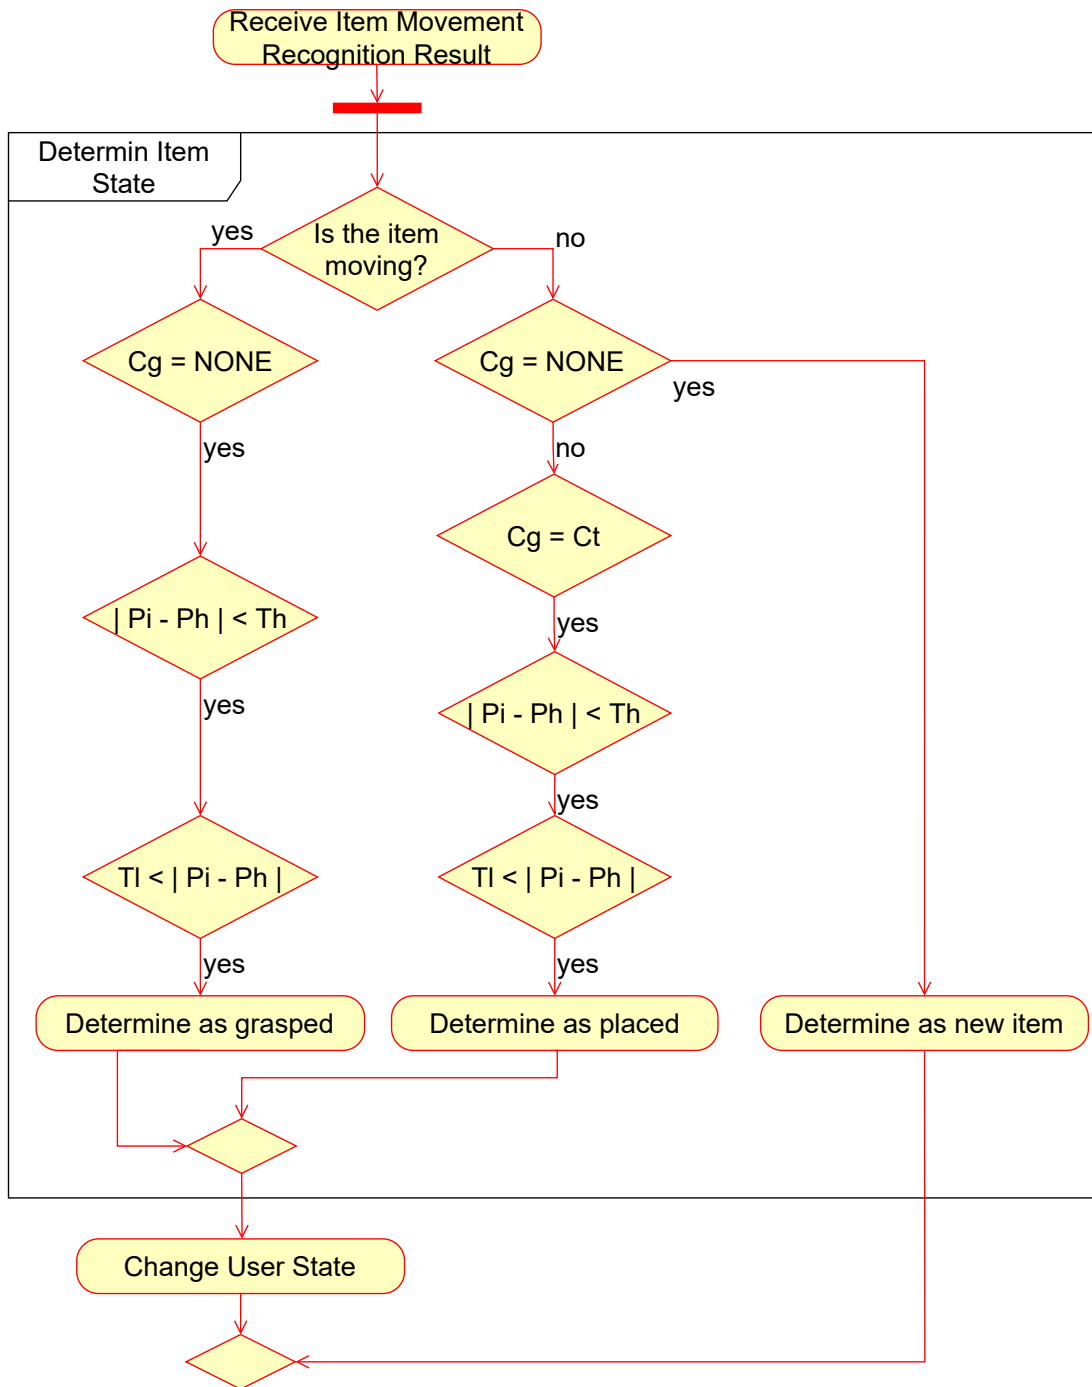 Receive Item Movement
Recognition Result
Determin Item
State
Is the item
moving?
yes
no
Cg = NONE
Cg = NONE
yes
yes
no
Cg = Ct
yes
| Pi - Ph | < Th
yes
| Pi - Ph | < Th
yes
Tl < | Pi - Ph |
Tl < | Pi - Ph |
yes
yes
Determine as grasped
Determine as placed
Determine as new item
Change User State